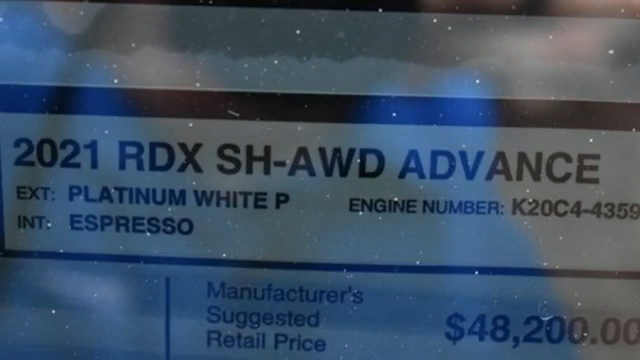 2021 RDX SH-AWD ADVANCE
EXT: PLATINUM WHITE P
ENGINE NUMBER: K20C4-4359
INT: ESPRESSO
Manufacturer's
Suggested
Retail Price
$48,200.00